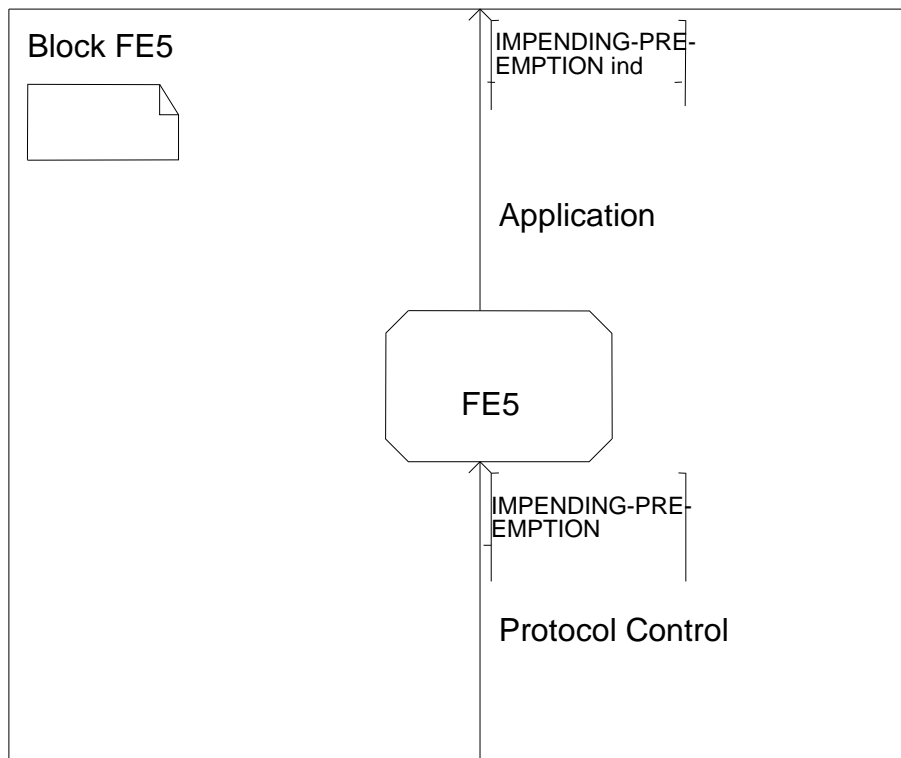 Block FE5
IMPENDING-PRE-
EMPTION ind
Application
FE5
IMPENDING-PRE-
EMPTION
Protocol Control